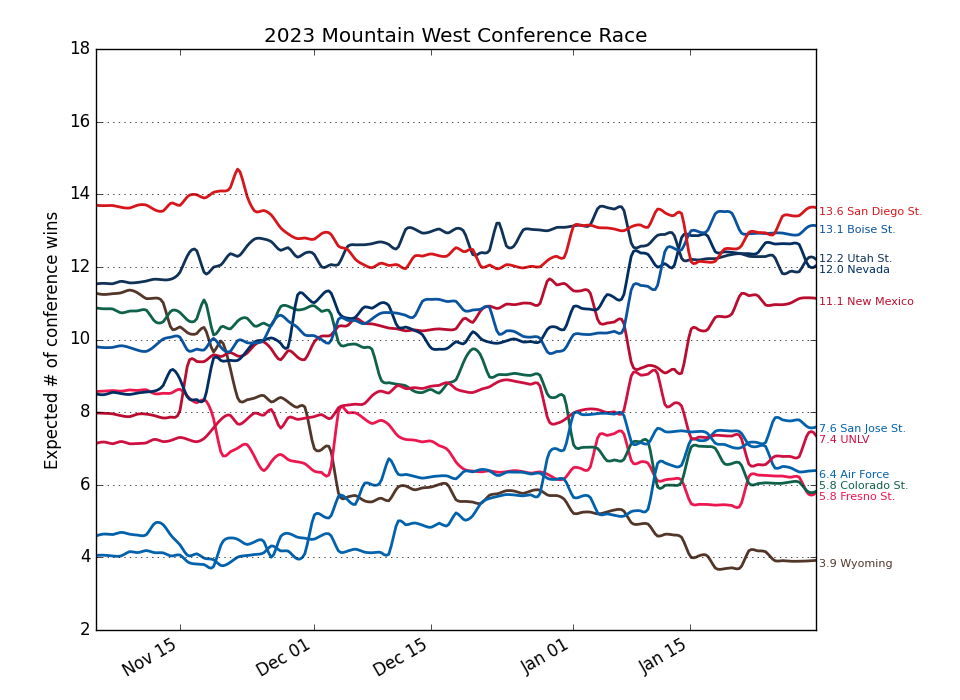 2023 Mountain West Conference Race
Expected # of conference wins
18
16
14
12
10
8
6
4
2
Nov 15
Dec 01
Dec 15
Jan 01
Jan 15
13.6 San Diego St.
13.1 Boise St.
12.2 Utah St.
12.0 Nevada
11.1 New Mexico
7.6 San Jose St.
7.4 UNLV
6.4 Air Force
5.8 Colorado St.
5.8 Fresno St.
3.9 Wyoming